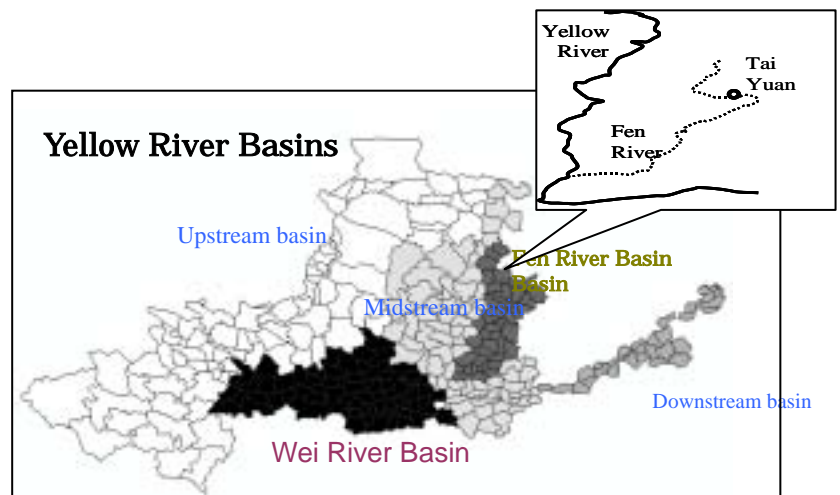 Yellow
River
Tai
Yuan
Fen
River
Yellow River Basins
Upstream basin
Fen River Basin
Basin
Midstream basin
Downstream basin
Wei River Basin